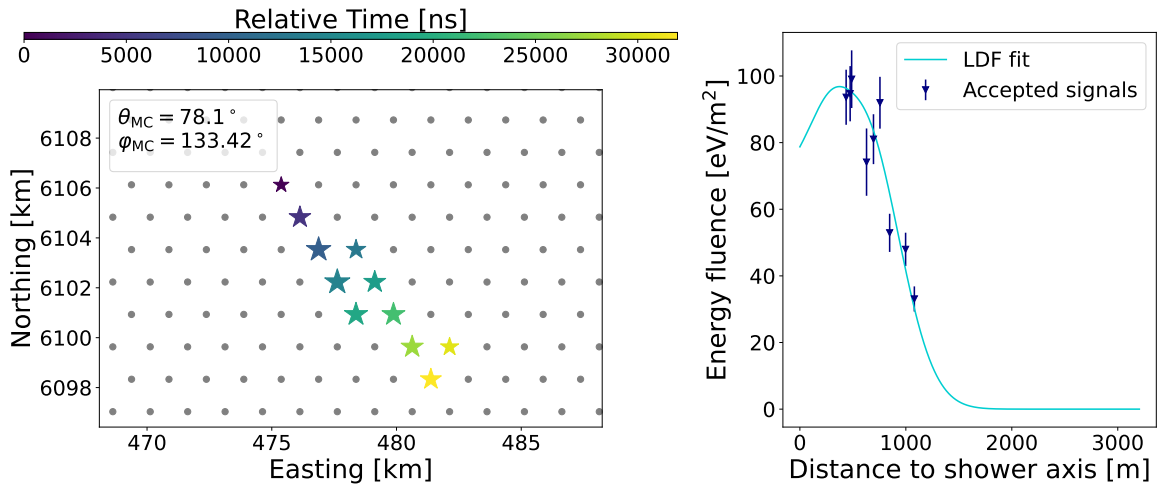 Relative Time [ns]
0 5000 10000 15000 20000 25000 30000
θMC = 78.1°
φMC = 133.42°
6108
6106
6104
6102
6100
6098
Northing [km]
470 475 480 485
Easting [km]
LDF fit
Accepted signals
100
80
60
40
20
0
Energy fluence [eV/m²]
0 1000 2000 3000
Distance to shower axis [m]